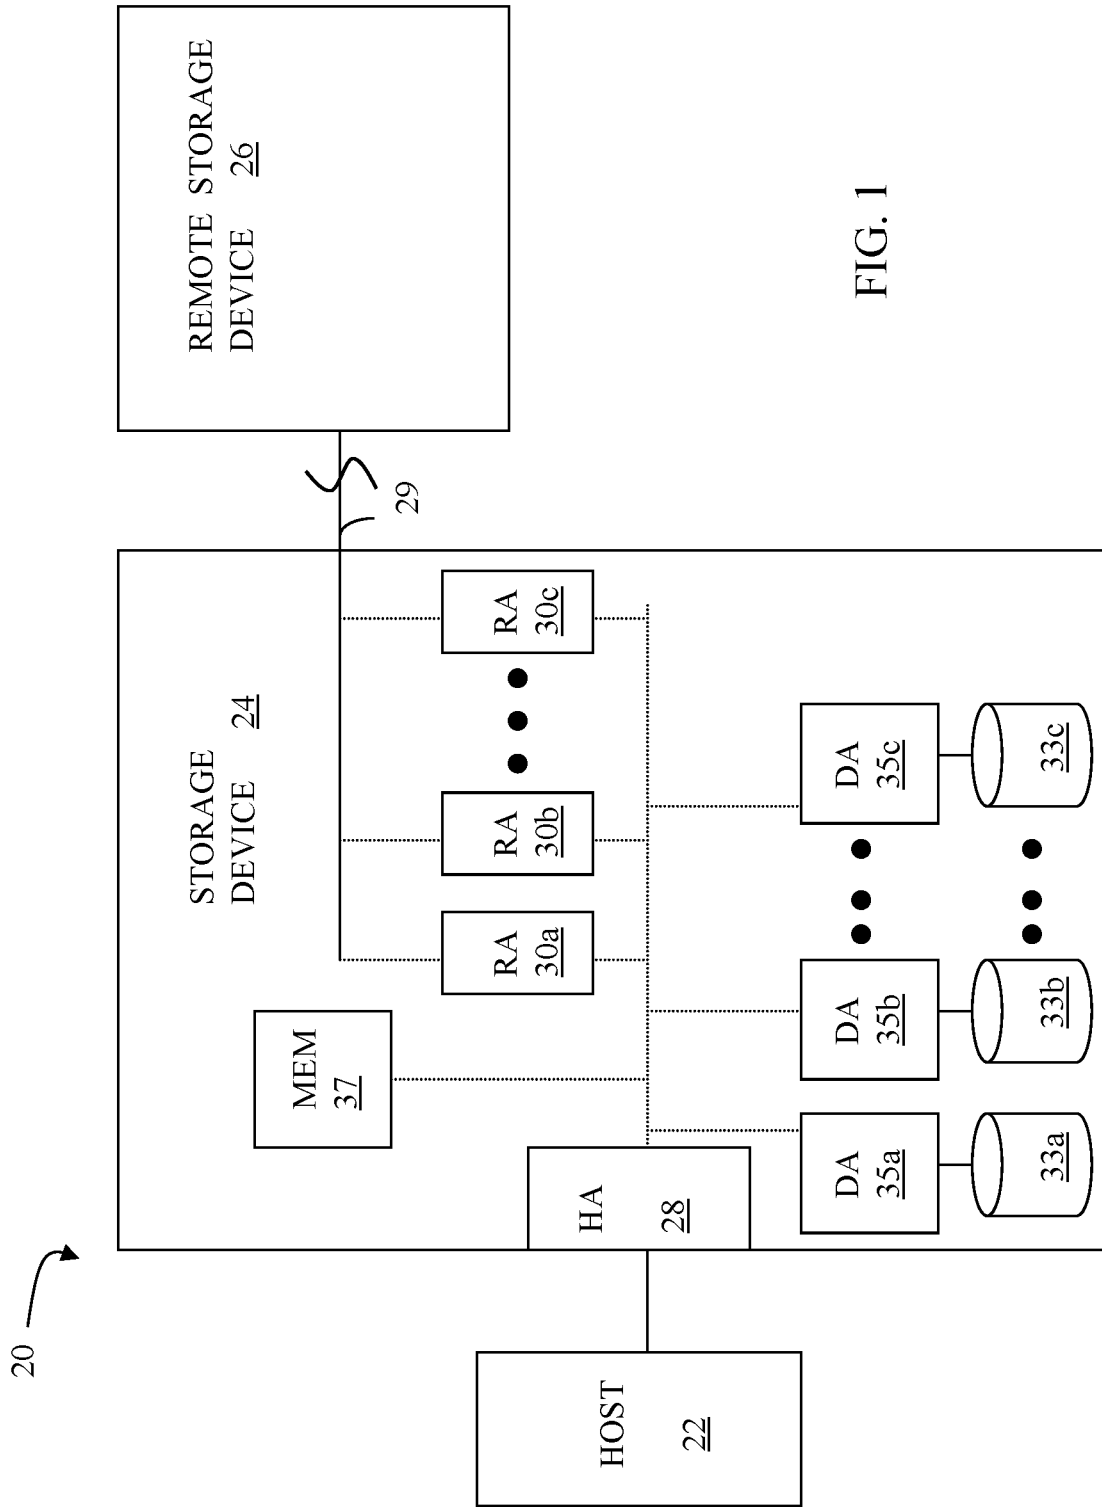 20
HOST
22
STORAGE
DEVICE 24
HA
28
MEM
37
RA
30a
RA
30b
RA
30c
DA
35a
DA
35b
DA
35c
33a
33b
33c
29
REMOTE STORAGE
DEVICE 26
FIG. 1